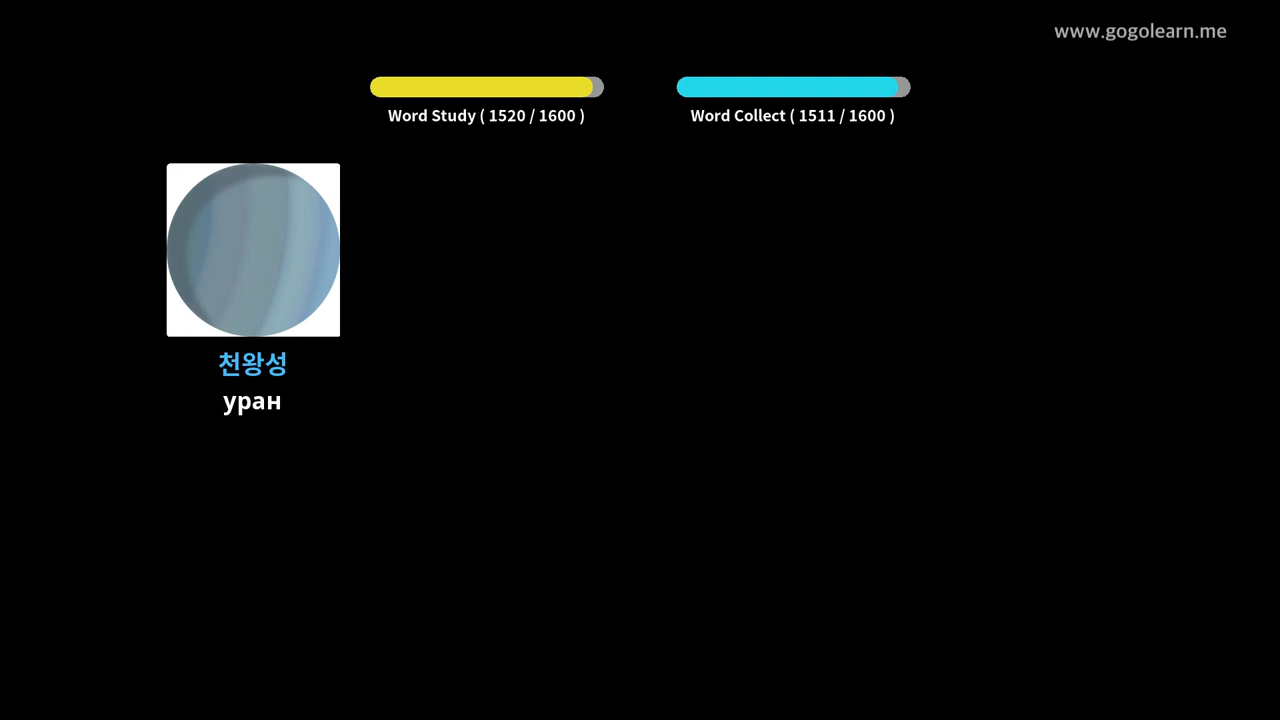 www.gogolearn.me
Word Study ( 1520 / 1600 )
Word Collect ( 1511 / 1600 )
천왕성
уран